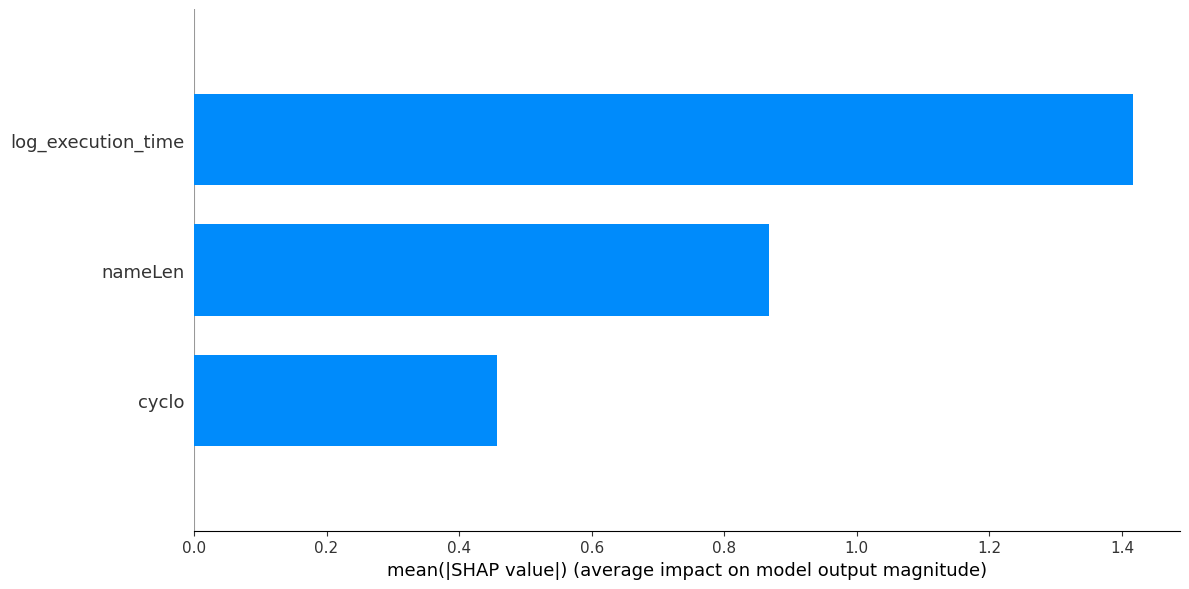 log_execution_time
nameLen
cyclo
0.0 0.2 0.4 0.6 0.8 1.0 1.2 1.4
mean(|SHAP value|) (average impact on model output magnitude)